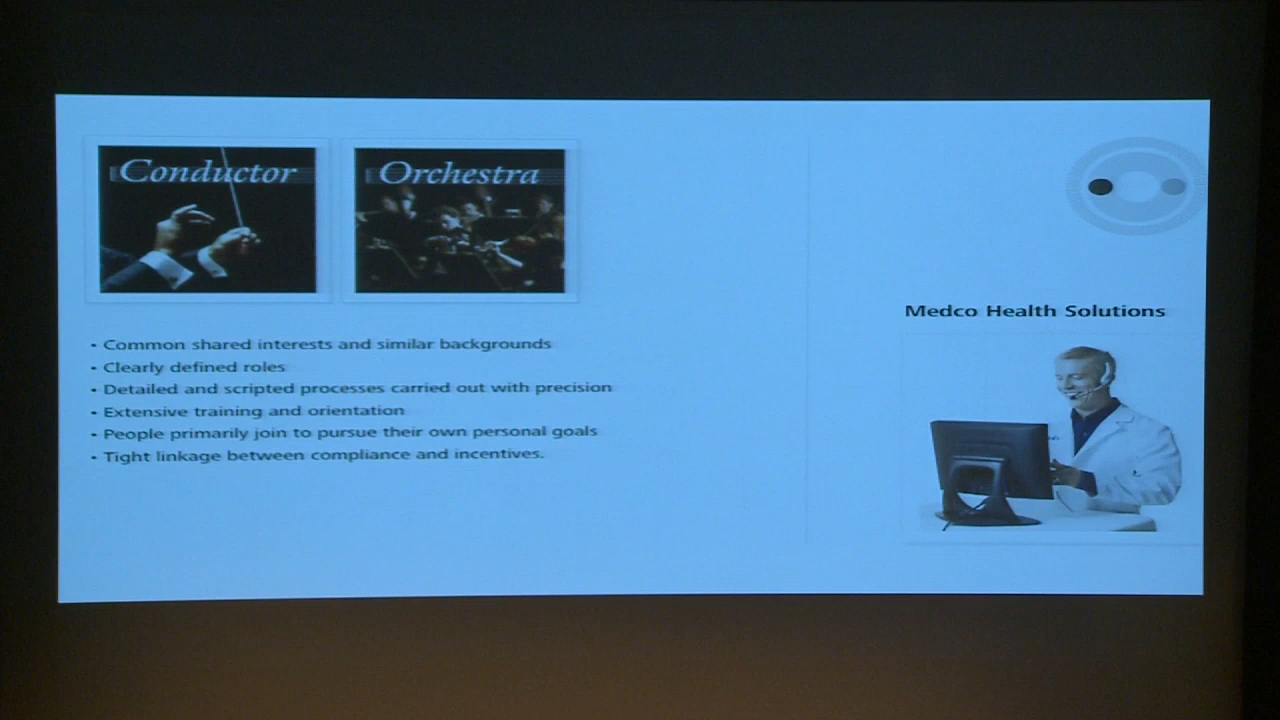 Conductor
Orchestra
• Common shared interests and similar backgrounds
• Clearly defined roles
• Detailed and scripted processes carried out with precision
• Extensive training and orientation
• People primarily join to pursue their own personal goals
• Tight linkage between compliance and incentives.
Medco Health Solutions